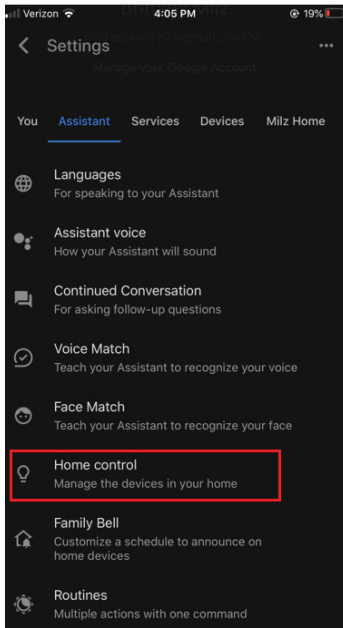 Verizon 4:05 PM 19%
Settings
Manage your Google Account
You Assistant Services Devices Milz Home
Languages
For speaking to your Assistant
Assistant voice
How your Assistant will sound
Continued Conversation
For asking follow-up questions
Voice Match
Teach your Assistant to recognize your voice
Face Match
Teach your Assistant to recognize your face
Home control
Manage the devices in your home
Family Bell
Customize a schedule to announce on
home devices
Routines
Multiple actions with one command